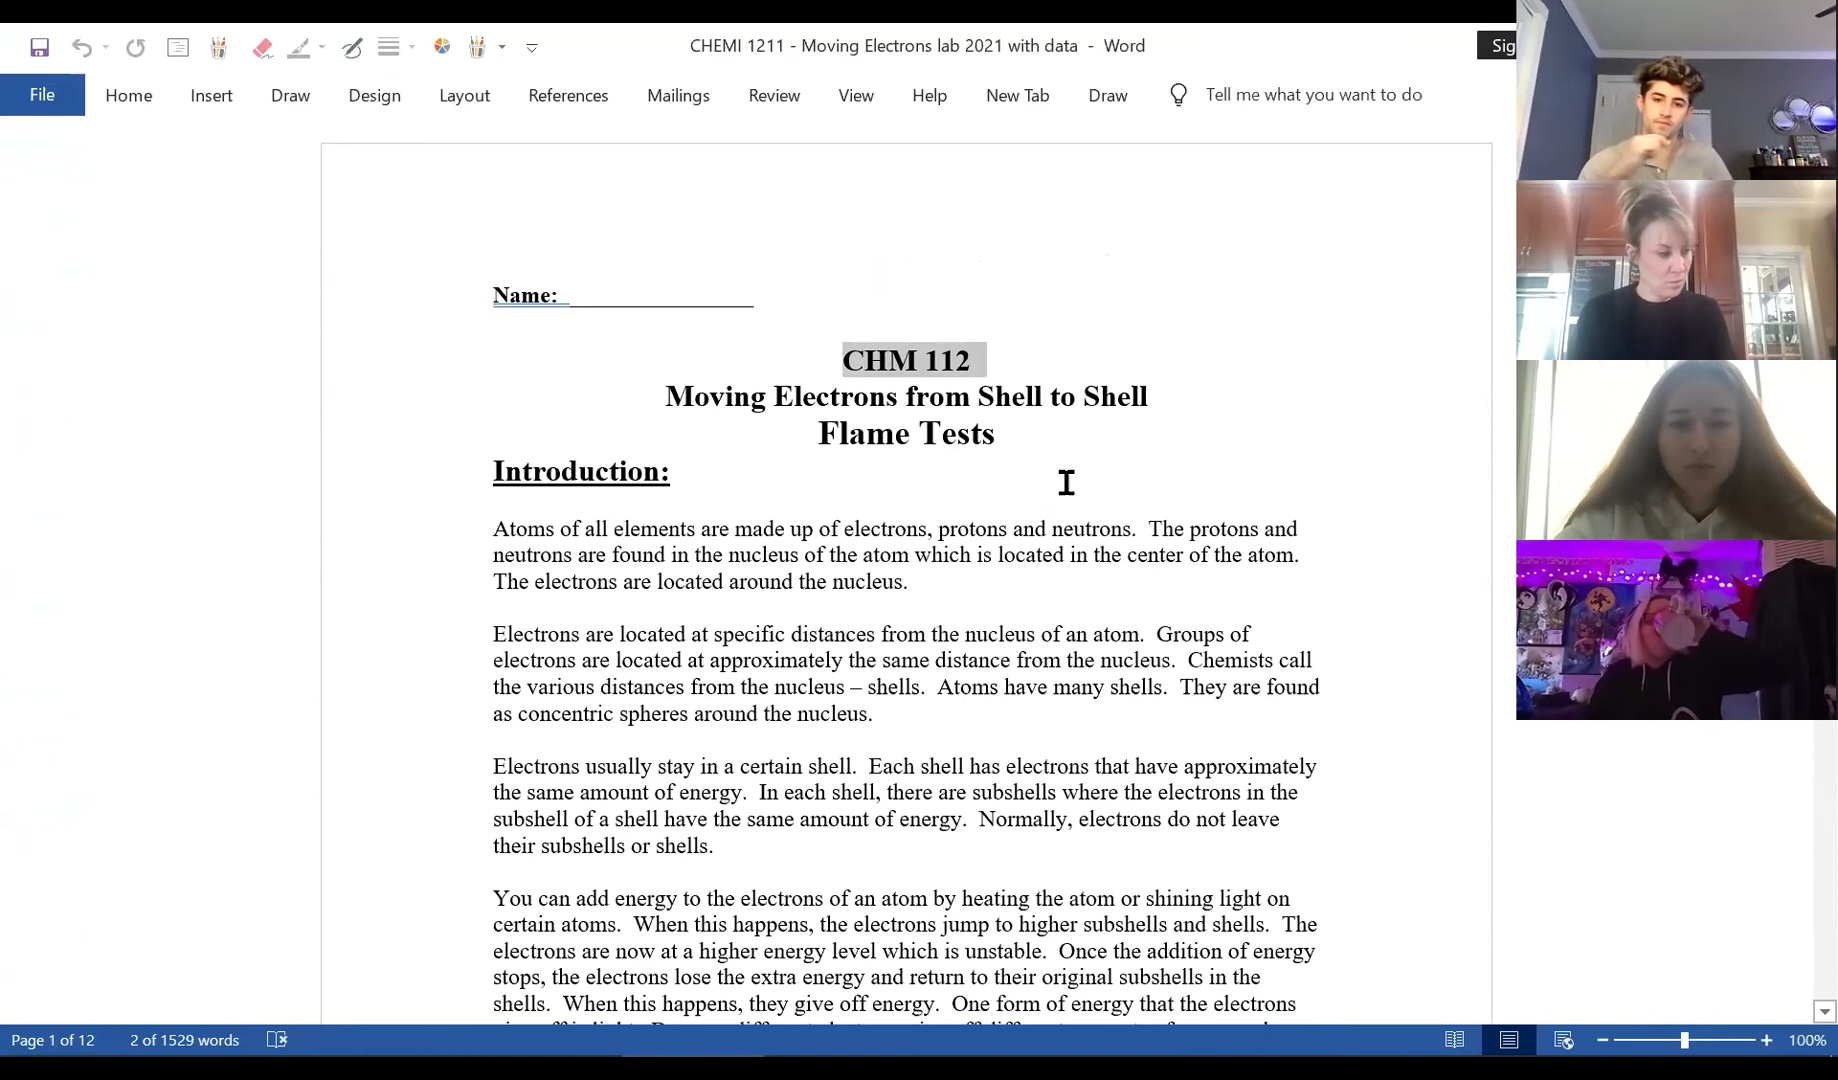 CHEMI 1211 - Moving Electrons lab 2021 with data - Word
Sig
File Home Insert Draw Design Layout References Mailings Review View Help New Tab Draw Tell me what you want to do
Name: ________________
CHM 112
Moving Electrons from Shell to Shell
Flame Tests
Introduction:
Atoms of all elements are made up of electrons, protons and neutrons. The protons and
neutrons are found in the nucleus of the atom which is located in the center of the atom.
The electrons are located around the nucleus.
Electrons are located at specific distances from the nucleus of an atom. Groups of
electrons are located at approximately the same distance from the nucleus. Chemists call
the various distances from the nucleus – shells. Atoms have many shells. They are found
as concentric spheres around the nucleus.
Electrons usually stay in a certain shell. Each shell has electrons that have approximately
the same amount of energy. In each shell, there are subshells where the electrons in the
subshell of a shell have the same amount of energy. Normally, electrons do not leave
their subshells or shells.
You can add energy to the electrons of an atom by heating the atom or shining light on
certain atoms. When this happens, the electrons jump to higher subshells and shells. The
electrons are now at a higher energy level which is unstable. Once the addition of energy
stops, the electrons lose the extra energy and return to their original subshells in the
shells. When this happens, they give off energy. One form of energy that the electrons
Page 1 of 12 2 of 1529 words 100%